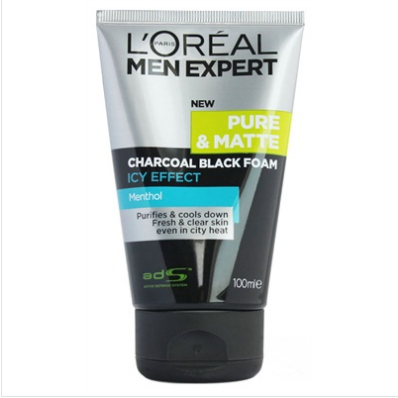 L'ORÉAL
PARIS
MEN EXPERT
NEW
PURE
& MATTE
CHARCOAL BLACK FOAM
ICY EFFECT
Menthol
Purifies & cools down
Fresh & clear skin
even in city heat
adS
100ml e